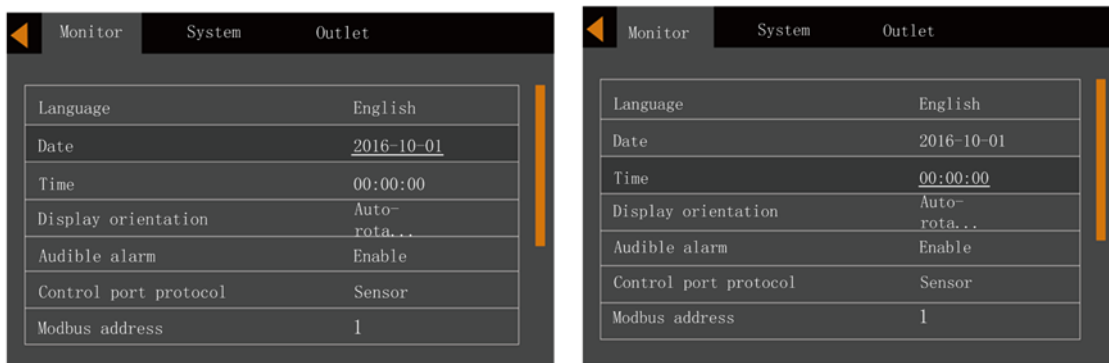 Monitor System Outlet
Language English
Date 2016-10-01
Time 00:00:00
Display orientation Auto-
rota...
Audible alarm Enable
Control port protocol Sensor
Modbus address 1
Monitor System Outlet
Language English
Date 2016-10-01
Time 00:00:00
Display orientation Auto-
rota...
Audible alarm Enable
Control port protocol Sensor
Modbus address 1